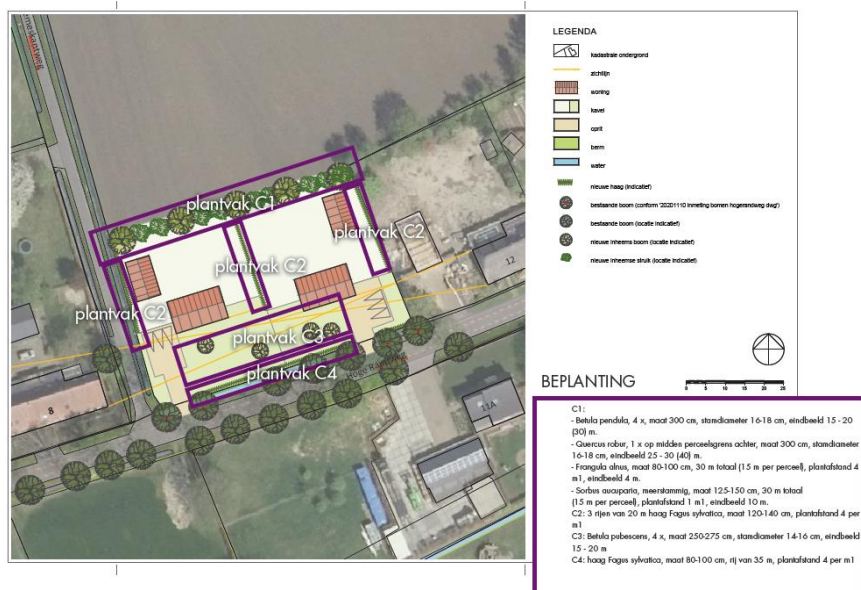 LEGENDA
kadastrale ondergrond
zichtlijn
woning
kavel
oprit
berm
water
nieuwe haag (indicatief)
bestaande boom (conform '20201110 inmeting bomen hogerandweg dwg')
bestaande boom (locatie indicatief)
nieuwe inheems boom (locatie indicatief)
nieuwe inheemse struik (locatie indicatief)
plantvak C1
plantvak C2
plantvak C2
plantvak C2
plantvak C3
plantvak C4
12
8
11A
BEPLANTING
C1:
- Betula pendula, 4 x, maat 300 cm, stamdiameter 16-18 cm, eindbeeld 15 - 20
(30) m.
- Quercus robur, 1 x op midden perceelsgrens achter, maat 300 cm, stamdiameter
16-18 cm, eindbeeld 25 - 30 (40) m.
- Frangula alnus, maat 80-100 cm, 30 m totaal (15 m per perceel), plantafstand 4
m1, eindbeeld 4 m.
- Sorbus aucuparia, meerstammig, maat 125-150 cm, 30 m totaal
(15 m per perceel), plantafstand 1 m1, eindbeeld 10 m.
C2: 3 rijen van 20 m haag Fagus sylvatica, maat 120-140 cm, plantafstand 4 per
m1
C3: Betula pubescens, 4 x, maat 250-275 cm, stamdiameter 14-16 cm, eindbeeld
15 - 20 m
C4: haag Fagus sylvatica, maat 80-100 cm, rij van 35 m, plantafstand 4 per m1